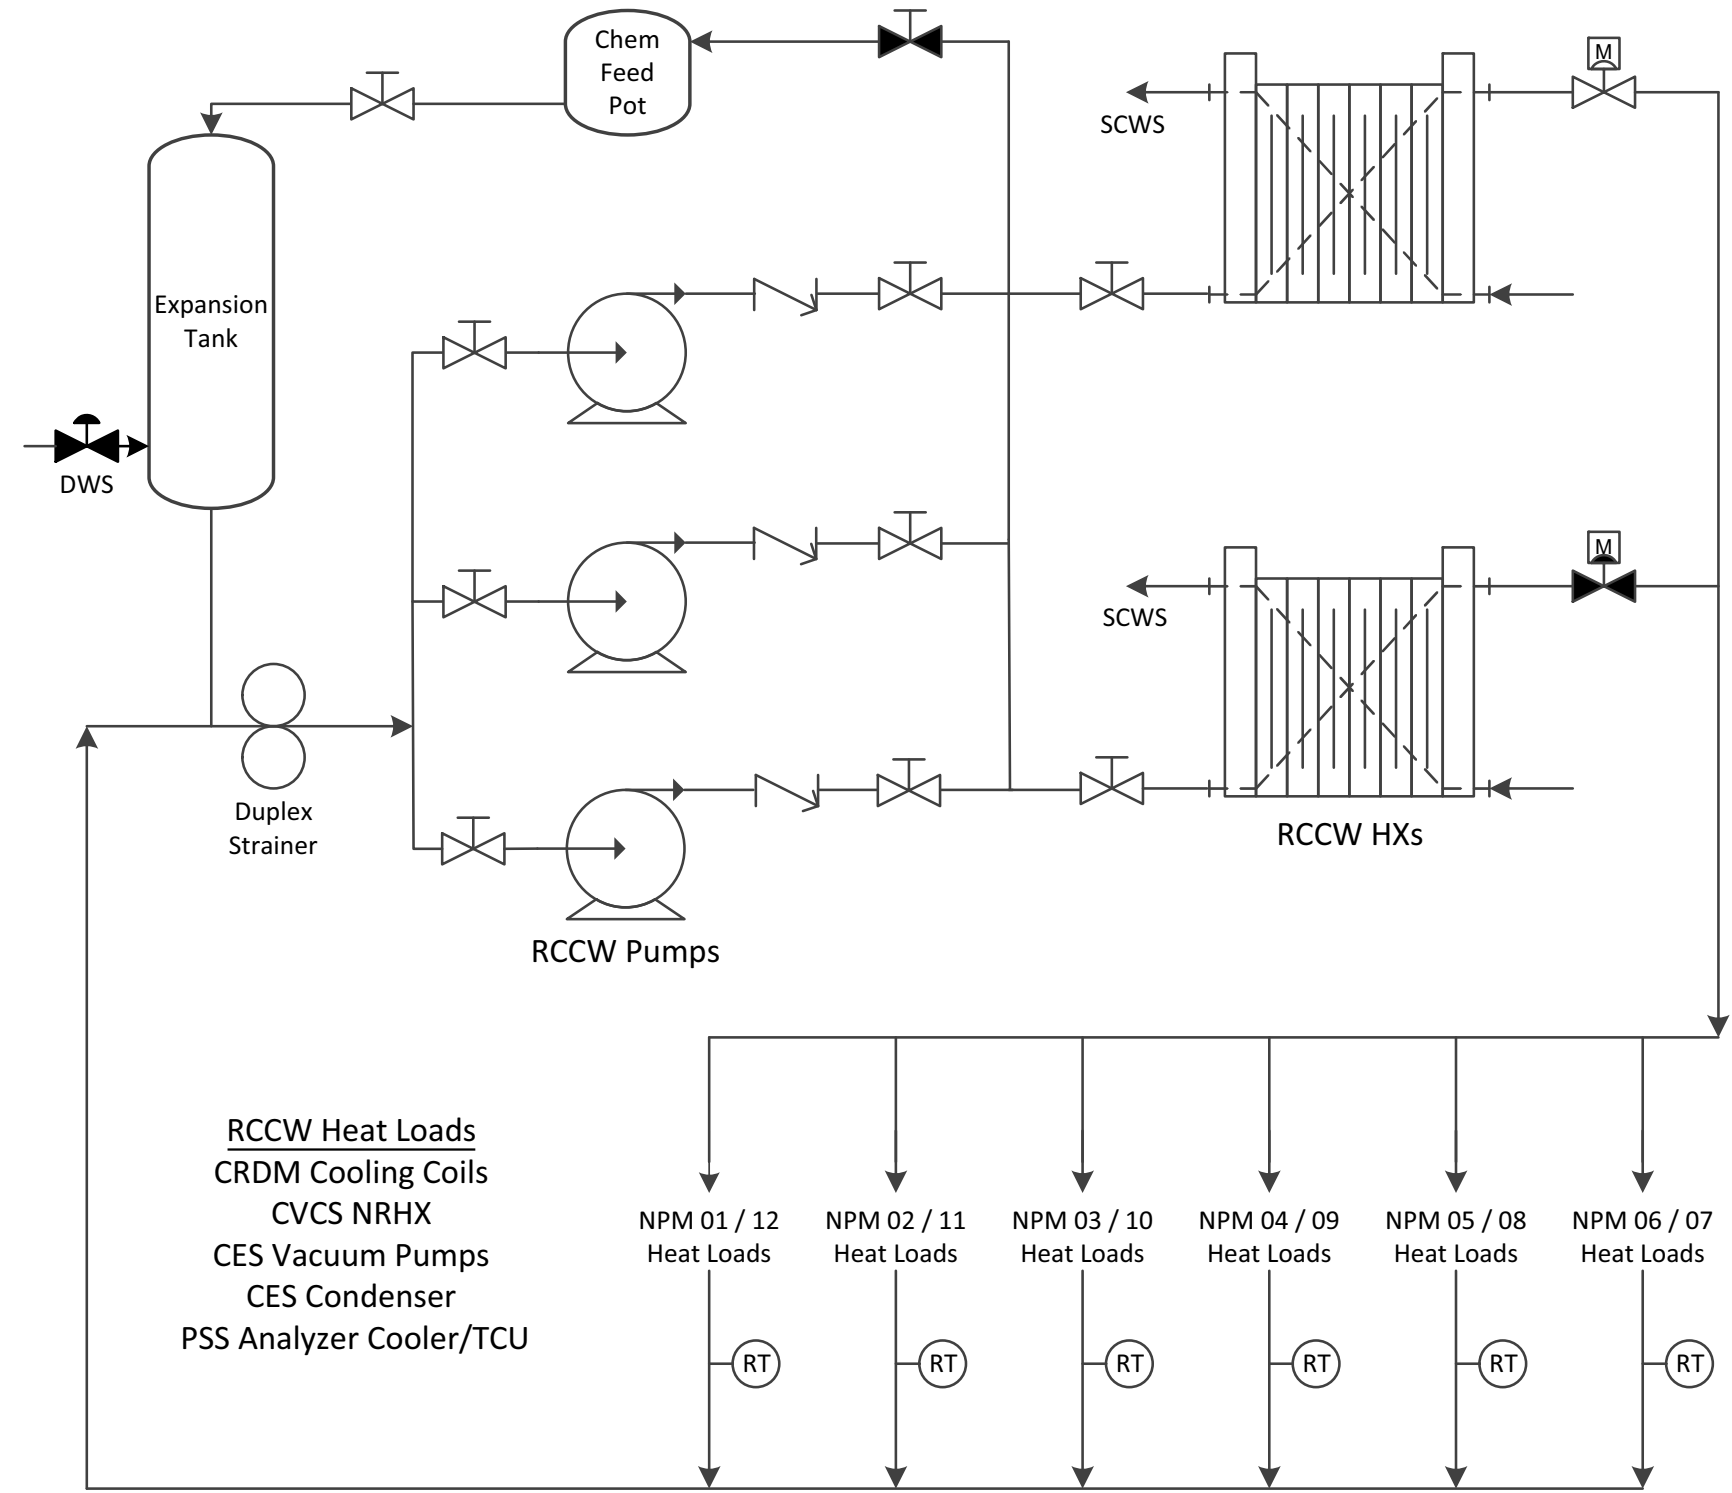 Chem
Feed
Pot
M
SCWS
Expansion
Tank
DWS
M
SCWS
Duplex
Strainer
RCCW HXs
RCCW Pumps
RCCW Heat Loads
CRDM Cooling Coils
CVCS NRHX
CES Vacuum Pumps
CES Condenser
PSS Analyzer Cooler/TCU
NPM 01 / 12
Heat Loads
NPM 02 / 11
Heat Loads
NPM 03 / 10
Heat Loads
NPM 04 / 09
Heat Loads
NPM 05 / 08
Heat Loads
NPM 06 / 07
Heat Loads
RT
RT
RT
RT
RT
RT